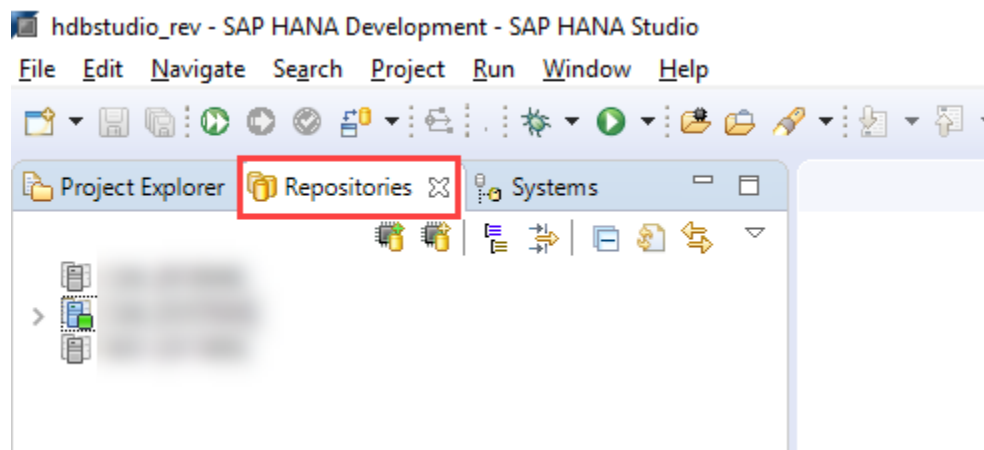 hdbstudio_rev - SAP HANA Development - SAP HANA Studio
File Edit Navigate Search Project Run Window Help
Project Explorer Repositories Systems